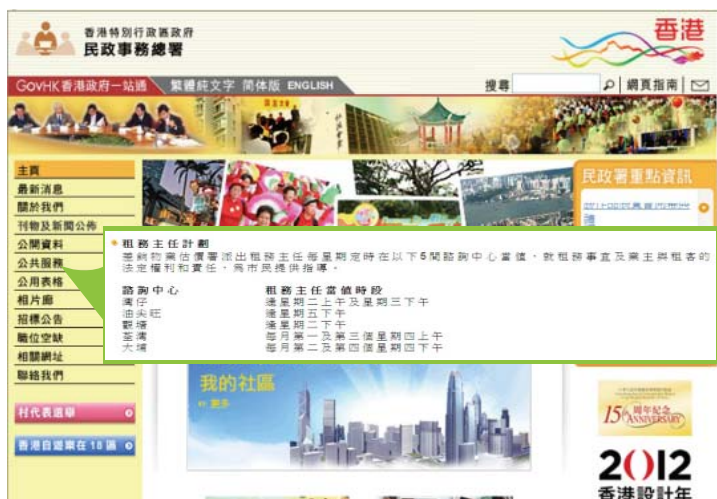 香港特別行政區政府
民政事務總署
香港
GovHK 香港政府一站通 繁體純文字 简体版 ENGLISH 搜尋 網頁指南
主頁
最新消息
關於我們
刊物及新聞公佈
公開資料
公共服務
公用表格
相片廊
招標公告
職位空缺
相關網址
聯絡我們
村代表選舉
香港自遊樂在18區
民政署重點資訊
租務主任計劃
差餉物業估價署派出租務主任每星期定時在以下5間諮詢中心當值，就租務事宜及業主與租客的
法定權利和責任，為市民提供指導。
諮詢中心 租務主任當值時段
灣仔 逢星期二上午及星期三下午
油尖旺 逢星期五下午
觀塘 逢星期二下午
荃灣 每月第一及第三個星期四上午
大埔 每月第二及第四個星期四下午
我的社區
更多
15th 周年紀念
ANNIVERSARY
2012
香港設計年